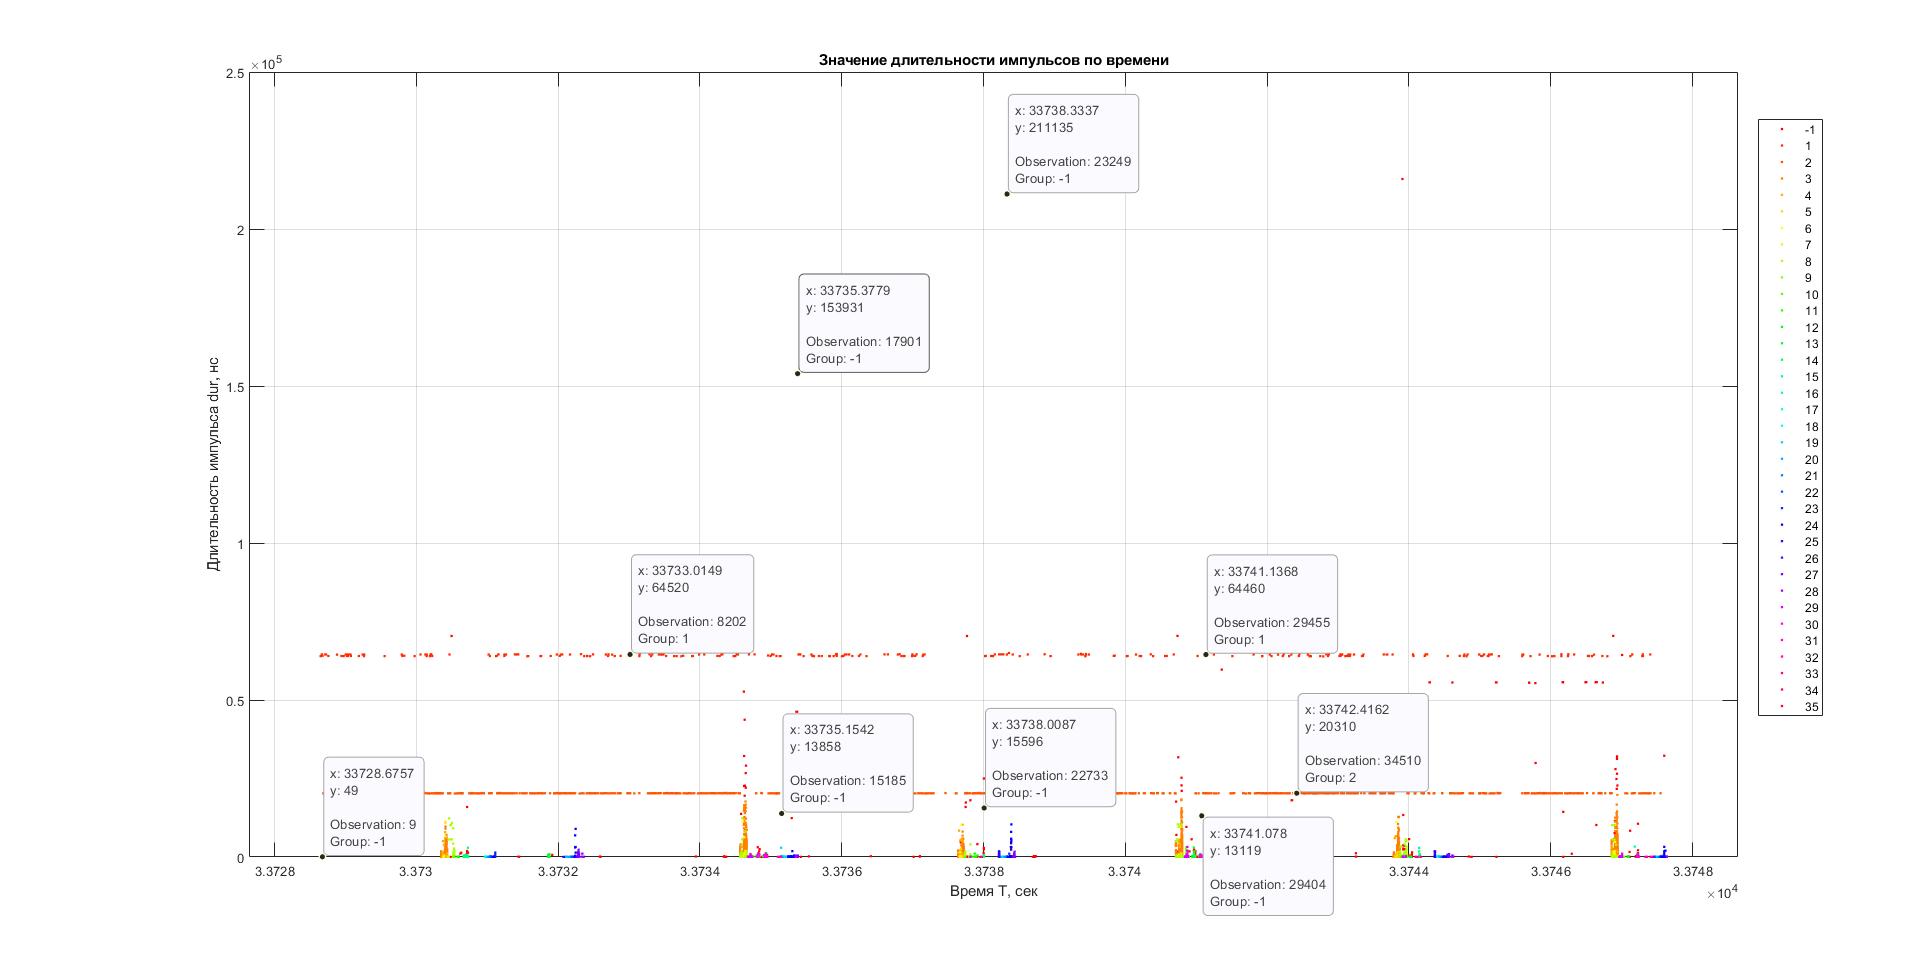 Значение длительности импульсов по времени
×10^5
2.5
2
1.5
1
0.5
0
Длительность импульса dur, нс
x: 33738.3337
y: 211135
Observation: 23249
Group: -1
x: 33735.3779
y: 153931
Observation: 17901
Group: -1
x: 33733.0149
y: 64520
Observation: 8202
Group: 1
x: 33741.1368
y: 64460
Observation: 29455
Group: 1
x: 33742.4162
y: 20310
Observation: 34510
Group: 2
x: 33738.0087
y: 15596
Observation: 22733
Group: -1
x: 33735.1542
y: 13858
Observation: 15185
Group: -1
x: 33728.6757
y: 49
Observation: 9
Group: -1
x: 33741.078
y: 13119
Observation: 29404
Group: -1
3.3728 3.373 3.3732 3.3734 3.3736 3.3738 3.374 3.3744 3.3746 3.3748
Время T, сек
×10^4
-1
1
2
3
4
5
6
7
8
9
10
11
12
13
14
15
16
17
18
19
20
21
22
23
24
25
26
27
28
29
30
31
32
33
34
35